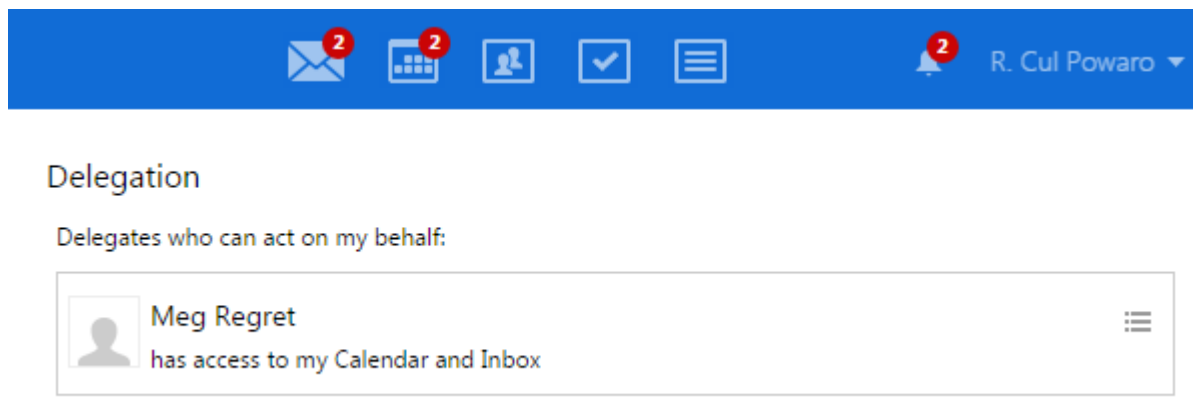 2 2 2 R. Cul Powaro
Delegation
Delegates who can act on my behalf:
Meg Regret
has access to my Calendar and Inbox